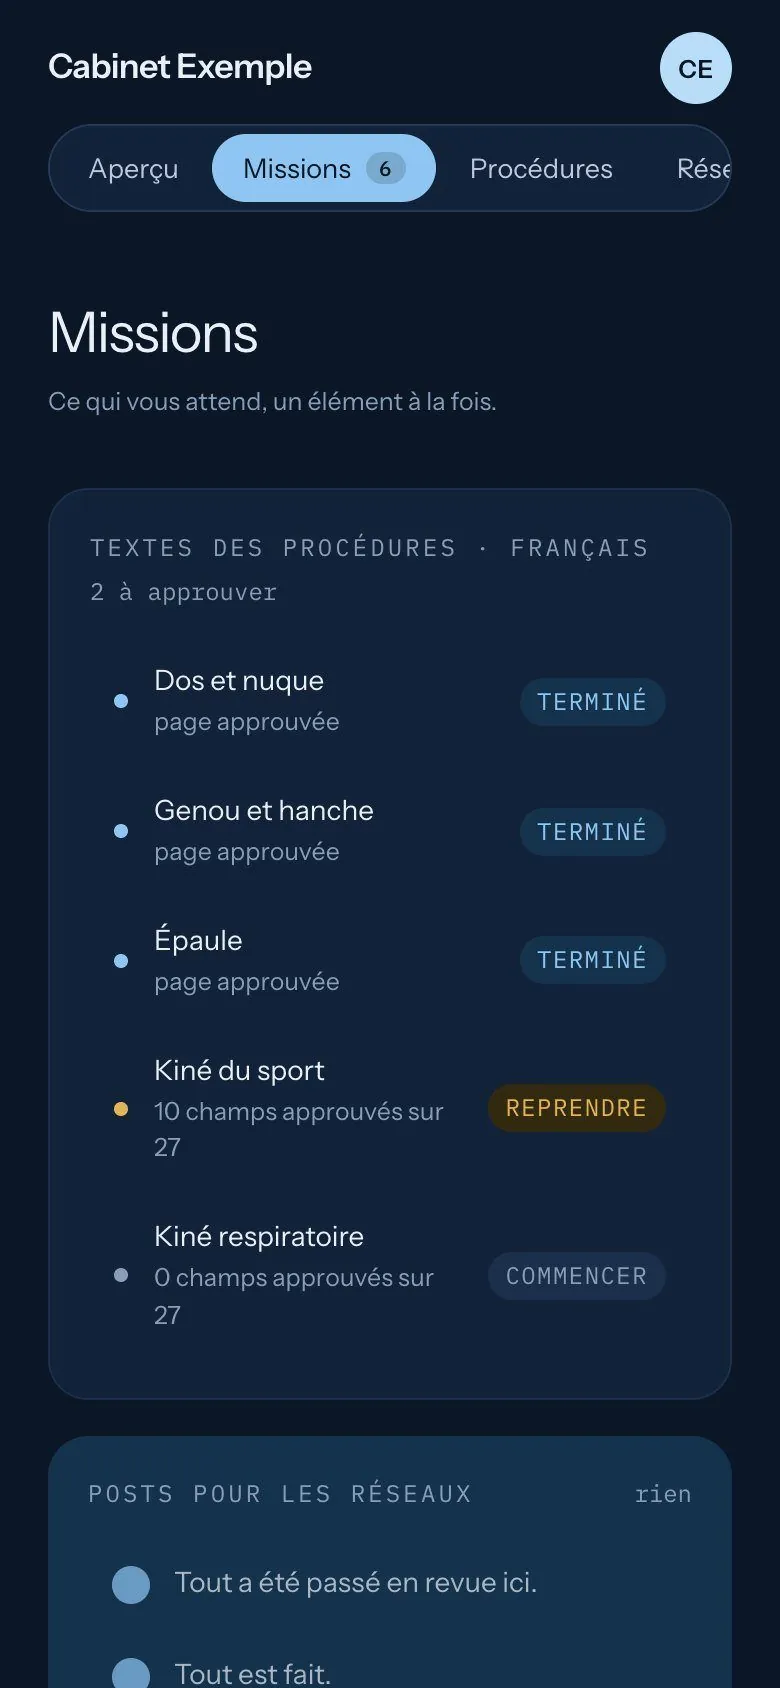 Cabinet Exemple
CE
Aperçu
Missions 6
Procédures
Rése
Missions
Ce qui vous attend, un élément à la fois.
TEXTES DES PROCÉDURES · FRANÇAIS
2 à approuver
Dos et nuque
page approuvée
TERMINÉ
Genou et hanche
page approuvée
TERMINÉ
Épaule
page approuvée
TERMINÉ
Kiné du sport
10 champs approuvés sur
27
REPRENDRE
Kiné respiratoire
0 champs approuvés sur
27
COMMENCER
POSTS POUR LES RÉSEAUX
rien
Tout a été passé en revue ici.
Tout est fait.